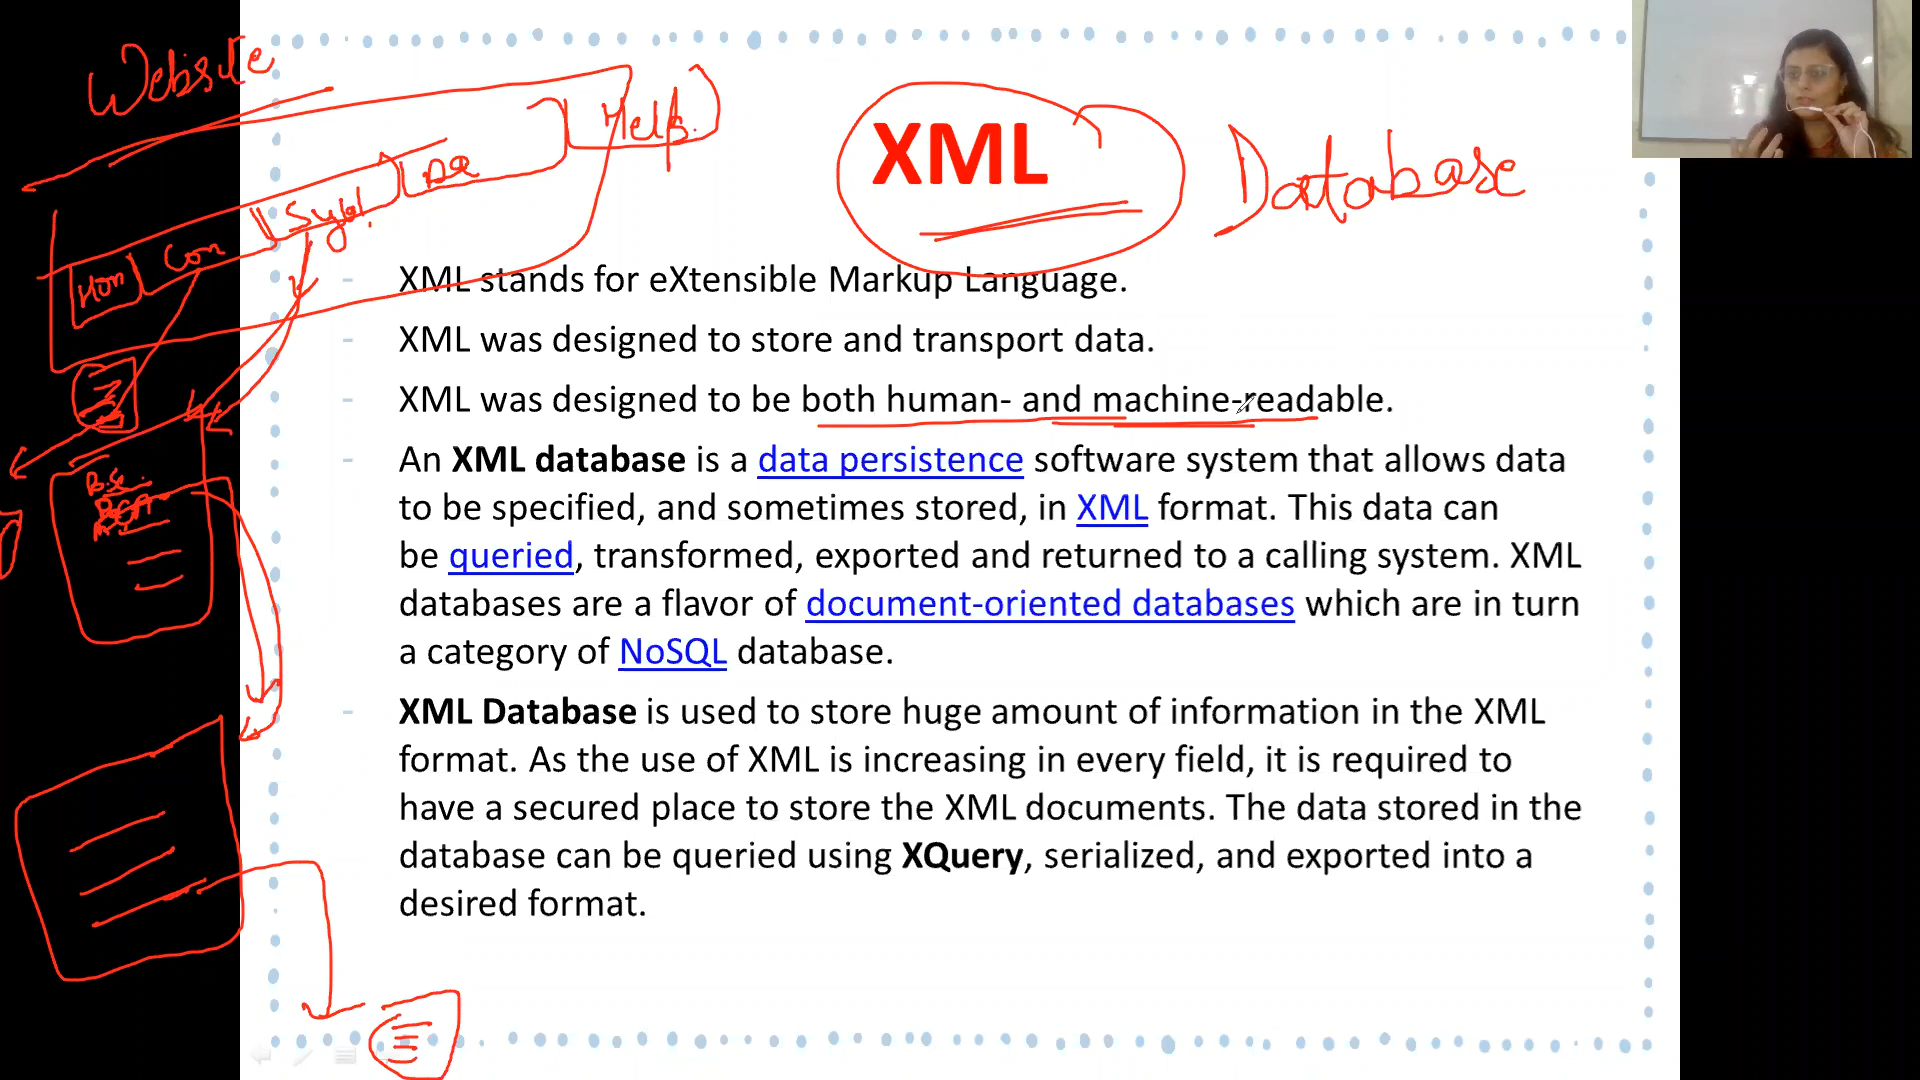 Website
Help.
XML
Database
Hom
Con
Sybl.
- XML stands for eXtensible Markup Language.
- XML was designed to store and transport data.
- XML was designed to be both human- and machine-readable.
- An XML database is a data persistence software system that allows data
to be specified, and sometimes stored, in XML format. This data can
be queried, transformed, exported and returned to a calling system. XML
databases are a flavor of document-oriented databases which are in turn
a category of NoSQL database.
- XML Database is used to store huge amount of information in the XML
format. As the use of XML is increasing in every field, it is required to
have a secured place to store the XML documents. The data stored in the
database can be queried using XQuery, serialized, and exported into a
desired format.